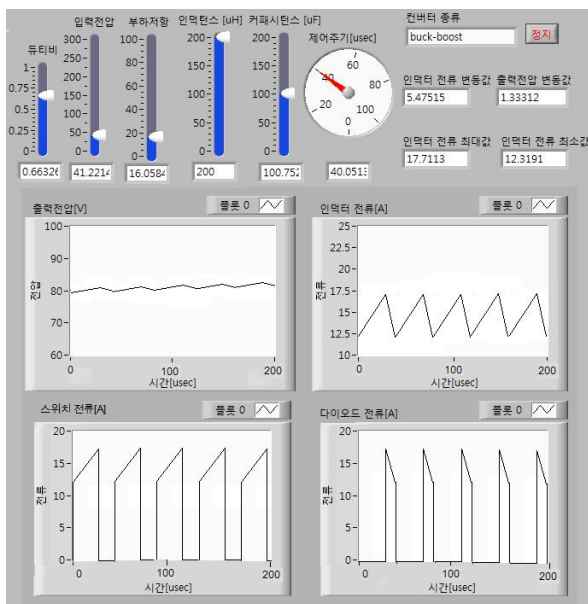 입력전압 부하저항 인덕턴스 [uH] 커패시턴스 [uF] 컨버터 종류
듀티비 제어주기[usec] buck-boost 정지
300 100 200 200
1 250 80 150 150
0.75 200 60 100 100
0.5 150 40 50 50
0.25 100 20 0 0
0 50 0
0
0 20 40 60 80 100
인덕터 전류 변동값 출력전압 변동값
5.47515 1.33312
인덕터 전류 최대값 인덕터 전류 최소값
17.7113 12.3191
0.66326 41.2214 16.0584 200 100.752 40.0513
출력전압[V] 플롯 0
전압
100
90
80
70
60
0 100 200
시간[usec]
인덕터 전류[A] 플롯 0
전류
25
22.5
20
17.5
15
12.5
10
0 100 200
시간[usec]
스위치 전류[A] 플롯 0
전류
20
15
10
5
0
0 100 200
시간[usec]
다이오드 전류[A] 플롯 0
전류
20
15
10
5
0
0 100 200
시간[usec]